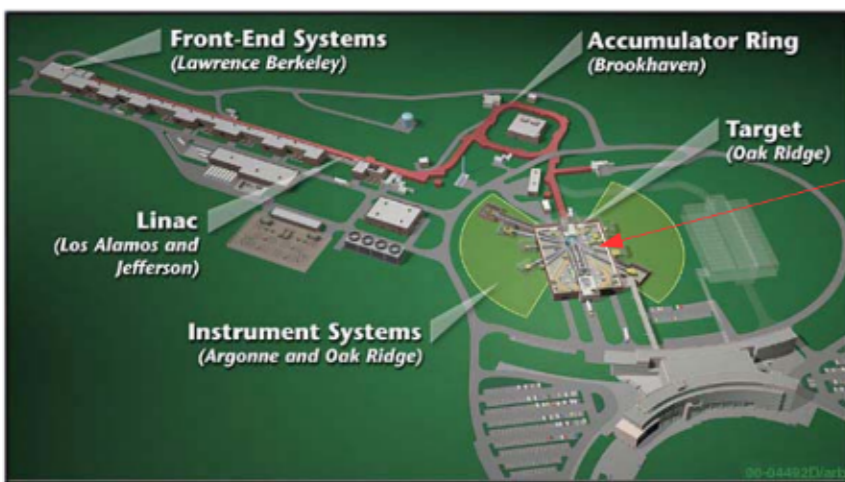 Front-End Systems
(Lawrence Berkeley)
Accumulator Ring
(Brookhaven)
Target
(Oak Ridge)
Linac
(Los Alamos and
Jefferson)
Instrument Systems
(Argonne and Oak Ridge)